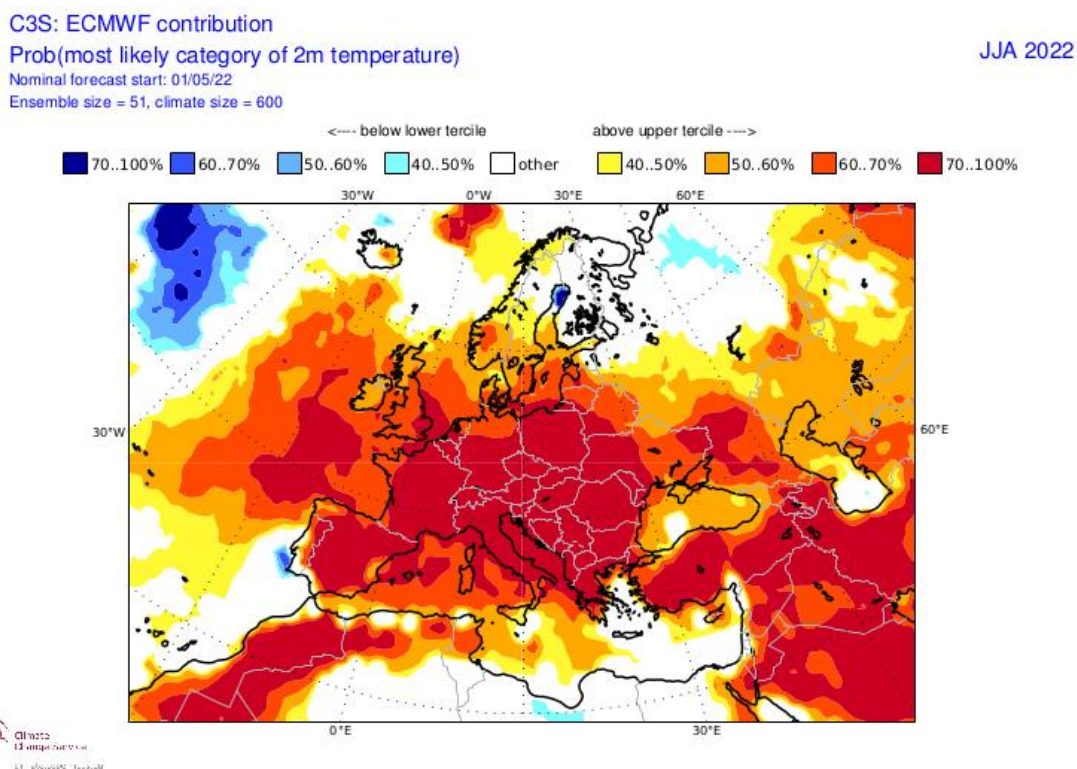 C3S: ECMWF contribution
Prob(most likely category of 2m temperature)
JJA 2022
Nominal forecast start: 01/05/22
Ensemble size = 51, climate size = 600
<---- below lower tercile
above upper tercile ---->
70..100%
60..70%
50..60%
40..50%
other
40..50%
50..60%
60..70%
70..100%
30°W
0°W
30°E
60°E
30°W
60°E
0°E
30°E
Climate